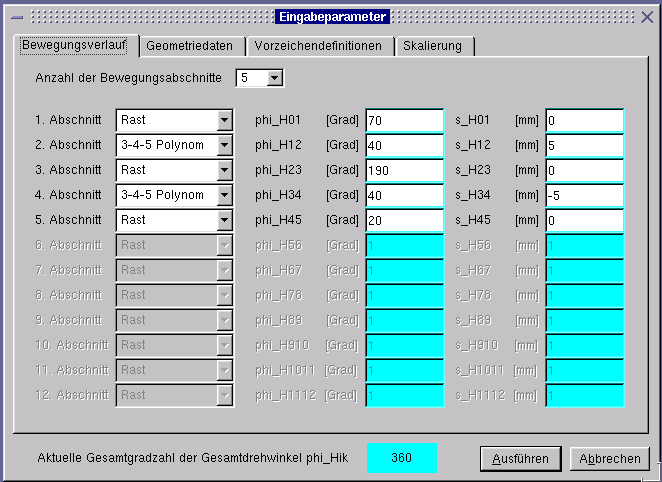 Eingabeparameter
Bewegungsverlauf Geometriedaten Vorzeichendefinitionen Skalierung
Anzahl der Bewegungsabschnitte 5
1. Abschnitt Rast phi_H01 [Grad] 70 s_H01 [mm] 0
2. Abschnitt 3-4-5 Polynom phi_H12 [Grad] 40 s_H12 [mm] 5
3. Abschnitt Rast phi_H23 [Grad] 190 s_H23 [mm] 0
4. Abschnitt 3-4-5 Polynom phi_H34 [Grad] 40 s_H34 [mm] -5
5. Abschnitt Rast phi_H45 [Grad] 20 s_H45 [mm] 0
6. Abschnitt Rast phi_H56 [Grad] 1 s_H56 [mm] 1
7. Abschnitt Rast phi_H67 [Grad] 1 s_H67 [mm] 1
8. Abschnitt Rast phi_H78 [Grad] 1 s_H78 [mm] 1
9. Abschnitt Rast phi_H89 [Grad] 1 s_H89 [mm] 1
10. Abschnitt Rast phi_H910 [Grad] 1 s_H910 [mm] 1
11. Abschnitt Rast phi_H1011 [Grad] 1 s_H1011 [mm] 1
12. Abschnitt Rast phi_H1112 [Grad] 1 s_H1112 [mm] 1
Aktuelle Gesamtgradzahl der Gesamtdrehwinkel phi_Hik 360 Ausführen Abbrechen